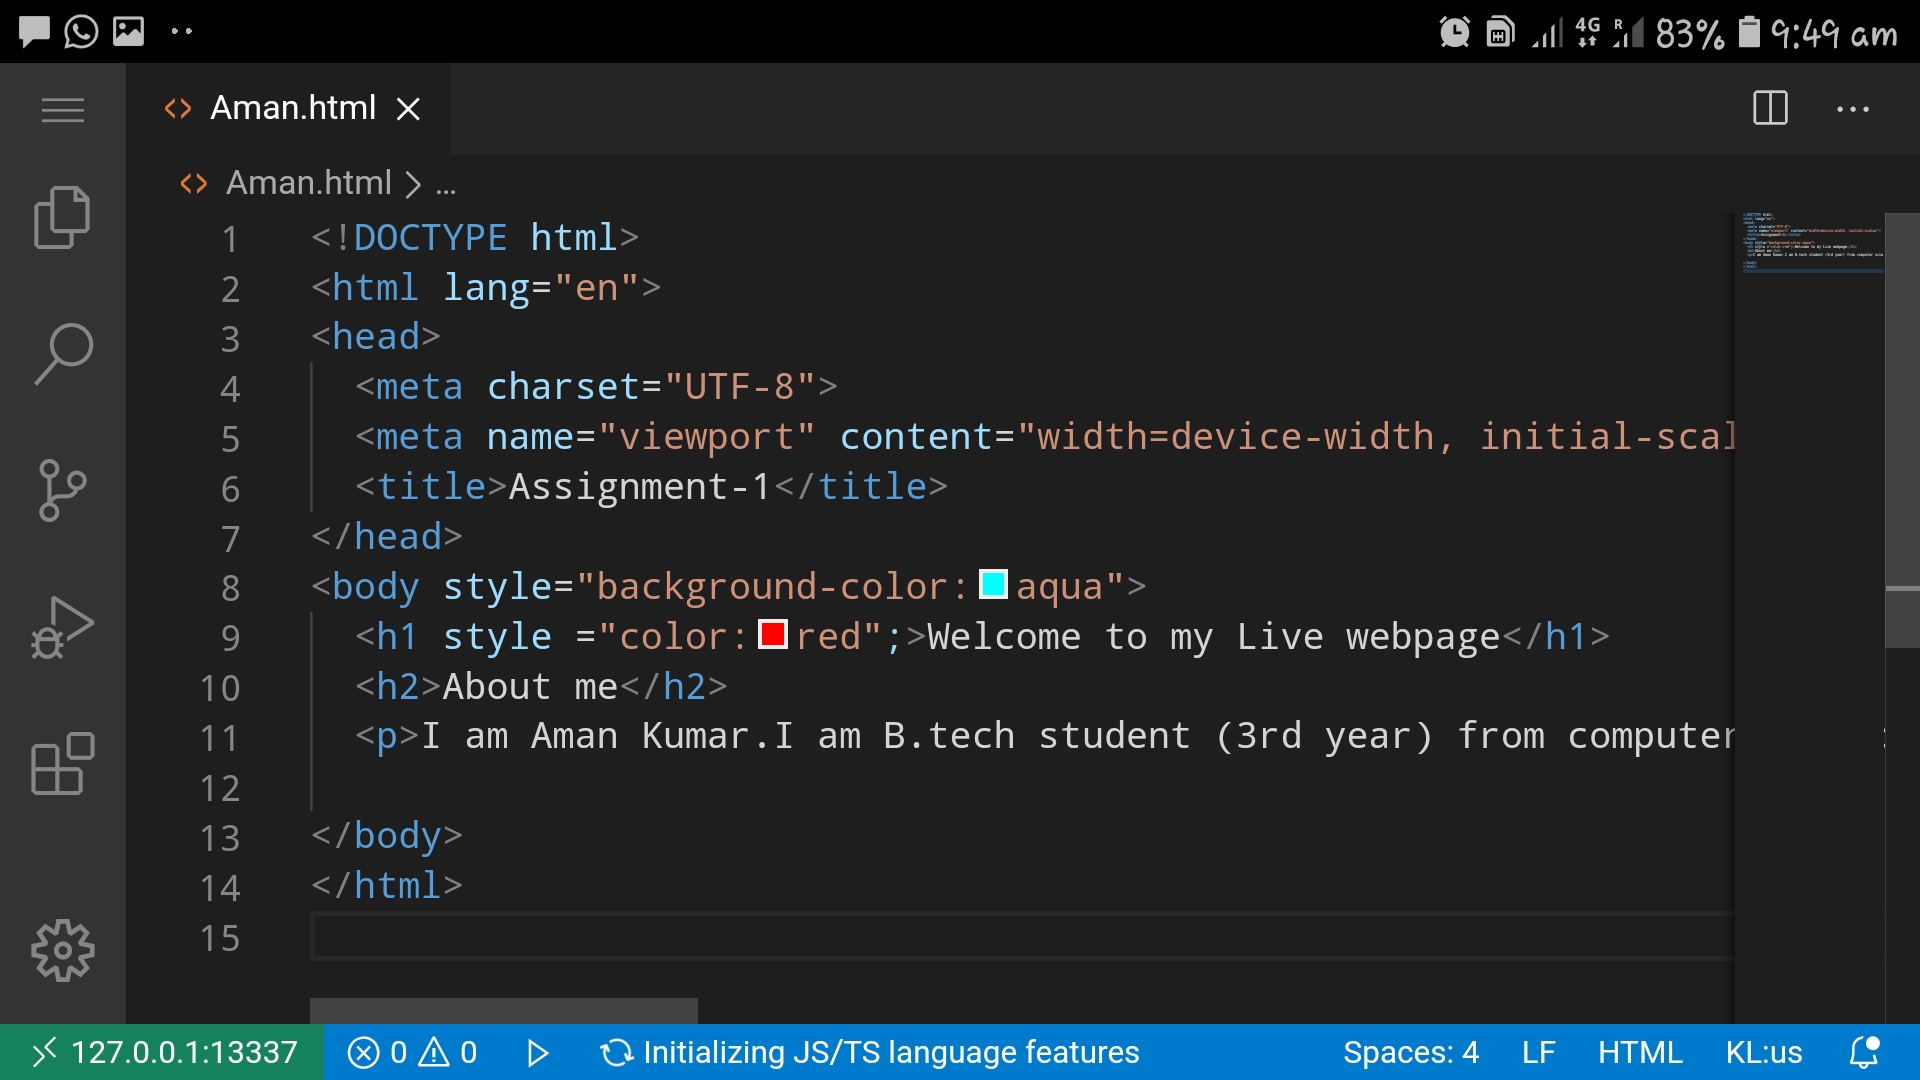 4G R 83% 9:49 am
Aman.html
Aman.html > ...
1 <!DOCTYPE html>
2 <html lang="en">
3 <head>
4 <meta charset="UTF-8">
5 <meta name="viewport" content="width=device-width, initial-scal
6 <title>Assignment-1</title>
7 </head>
8 <body style="background-color:aqua">
9 <h1 style ="color:red";>Welcome to my Live webpage</h1>
10 <h2>About me</h2>
11 <p>I am Aman Kumar.I am B.tech student (3rd year) from computer
12
13 </body>
14 </html>
15
127.0.0.1:13337 0 0 Initializing JS/TS language features Spaces: 4 LF HTML KL:us